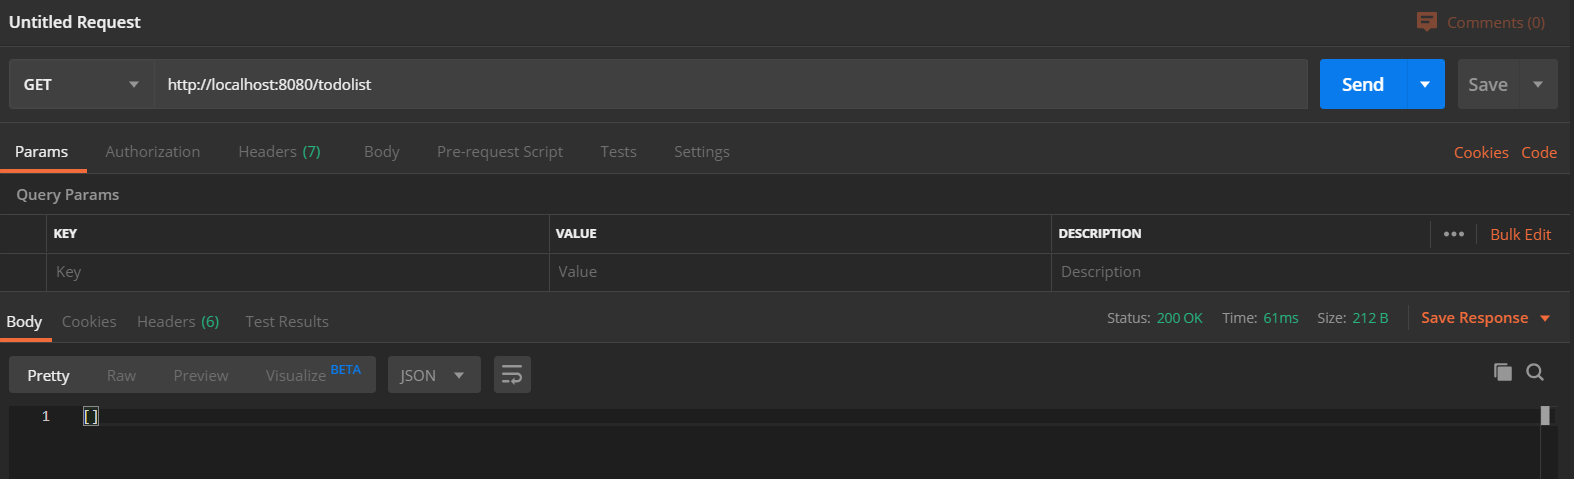 Untitled Request Comments (0)
GET http://localhost:8080/todolist Send Save
Params Authorization Headers (7) Body Pre-request Script Tests Settings Cookies Code
Query Params
KEY VALUE DESCRIPTION ••• Bulk Edit
Key Value Description
Body Cookies Headers (6) Test Results Status: 200 OK Time: 61ms Size: 212 B Save Response
Pretty Raw Preview Visualize BETA JSON
1 []